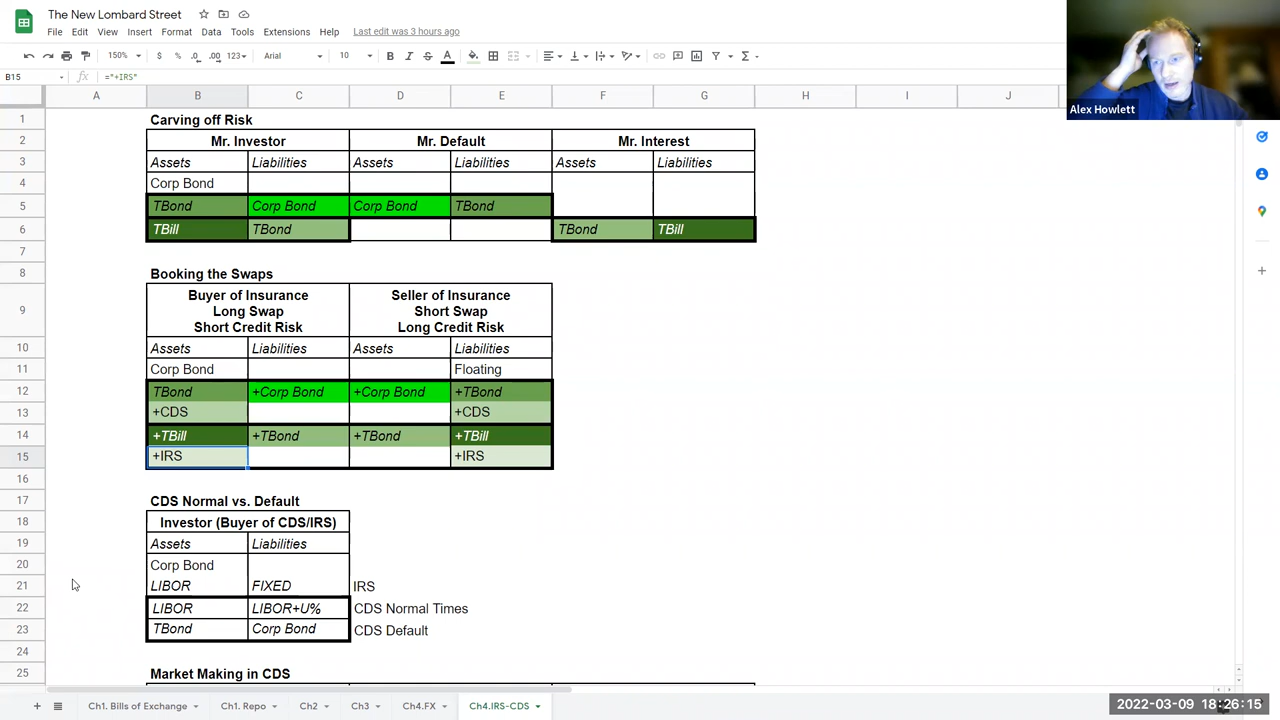 The New Lombard Street
File Edit View Insert Format Data Tools Extensions Help Last edit was 3 hours ago
150% $ % .0 .00 123 Arial 10 B I S A
B15 fx ="+IRS"
Alex Howlett
A B C D E F G H I J
1 Carving off Risk
2 Mr. Investor Mr. Default Mr. Interest
3 Assets Liabilities Assets Liabilities Assets Liabilities
4 Corp Bond
5 TBond Corp Bond Corp Bond TBond
6 TBill TBond TBond TBill
7
8 Booking the Swaps
9 Buyer of Insurance Seller of Insurance
Long Swap Short Swap
Short Credit Risk Long Credit Risk
10 Assets Liabilities Assets Liabilities
11 Corp Bond Floating
12 TBond +Corp Bond +Corp Bond +TBond
13 +CDS +CDS
14 +TBill +TBond +TBond +TBill
15 +IRS +IRS
16
17 CDS Normal vs. Default
18 Investor (Buyer of CDS/IRS)
19 Assets Liabilities
20 Corp Bond
21 LIBOR FIXED IRS
22 LIBOR LIBOR+U% CDS Normal Times
23 TBond Corp Bond CDS Default
24
25 Market Making in CDS
Ch1. Bills of Exchange Ch1. Repo Ch2 Ch3 Ch4.FX Ch4.IRS-CDS
2022-03-09 18:26:15